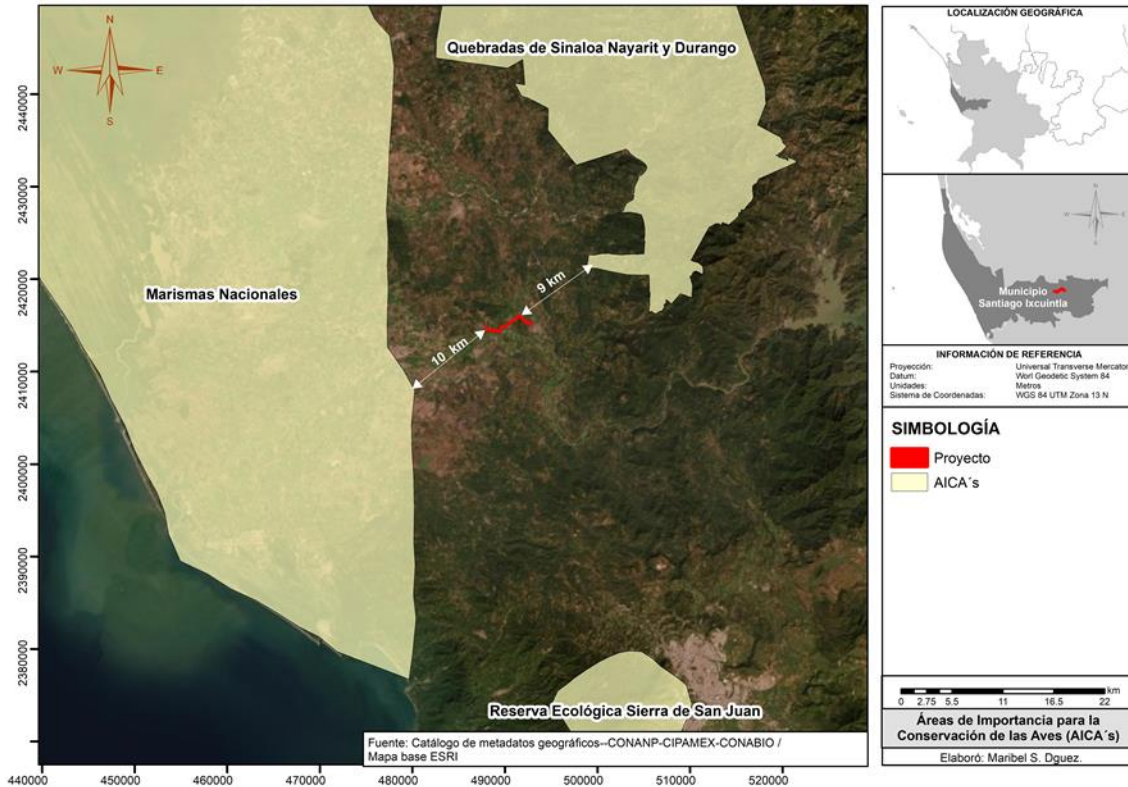 N
W
E
S
Quebradas de Sinaloa Nayarit y Durango
Marismas Nacionales
9 km
10 km
Reserva Ecológica Sierra de San Juan
Fuente: Catálogo de metadatos geográficos--CONANP-CIPAMEX-CONABIO /
Mapa base ESRI
2440000
2430000
2420000
2410000
2400000
2390000
2380000
440000 450000 460000 470000 480000 490000 500000 510000 520000
LOCALIZACIÓN GEOGRÁFICA
N
W
E
S
Municipio
Santiago Ixcuintla
INFORMACIÓN DE REFERENCIA
Proyección: Universal Transverse Mercator
Datum: Worl Geodetic System 84
Unidades: Metros
Sistema de Coordenadas: WGS 84 UTM Zona 13 N
SIMBOLOGÍA
Proyecto
AICA´s
km
0 2.75 5.5 11 16.5 22
Áreas de Importancia para la
Conservación de las Aves (AICA´s)
Elaboró: Maribel S. Dguez.